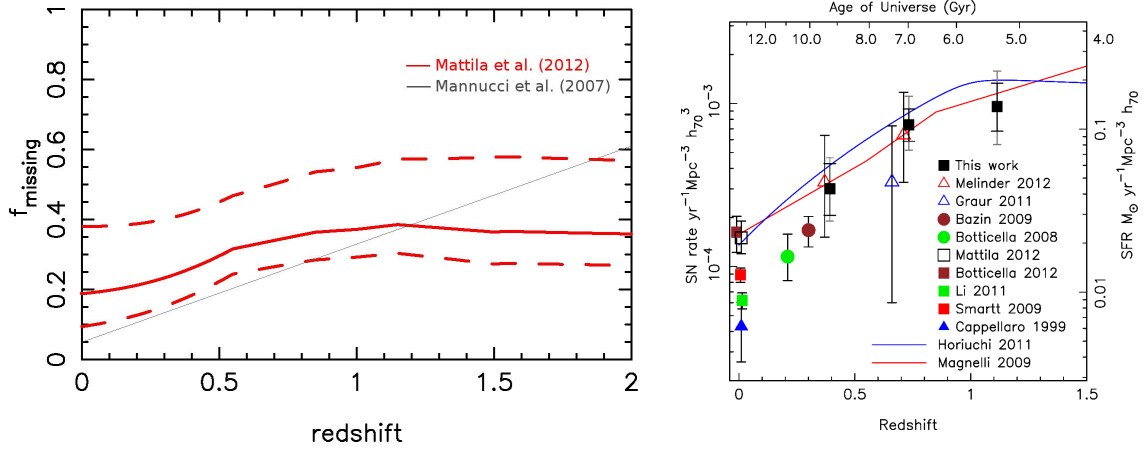 1
0.8
0.6
0.4
0.2
0
f missing
Mattila et al. (2012)
Mannucci et al. (2007)
0 0.5 1 1.5 2
redshift
Age of Universe (Gyr)
12.0 10.0 8.0 7.0 6.0 5.0 4.0
10⁻³
10⁻⁴
SN rate yr⁻¹Mpc⁻³ h₇₀³
This work
Melinder 2012
Graur 2011
Bazin 2009
Botticella 2008
Mattila 2012
Botticella 2012
Li 2011
Smartt 2009
Cappellaro 1999
Horiuchi 2011
Magnelli 2009
0.1
0.01
SFR M⊙ yr⁻¹Mpc⁻³ h₇₀
0 0.5 1 1.5
Redshift